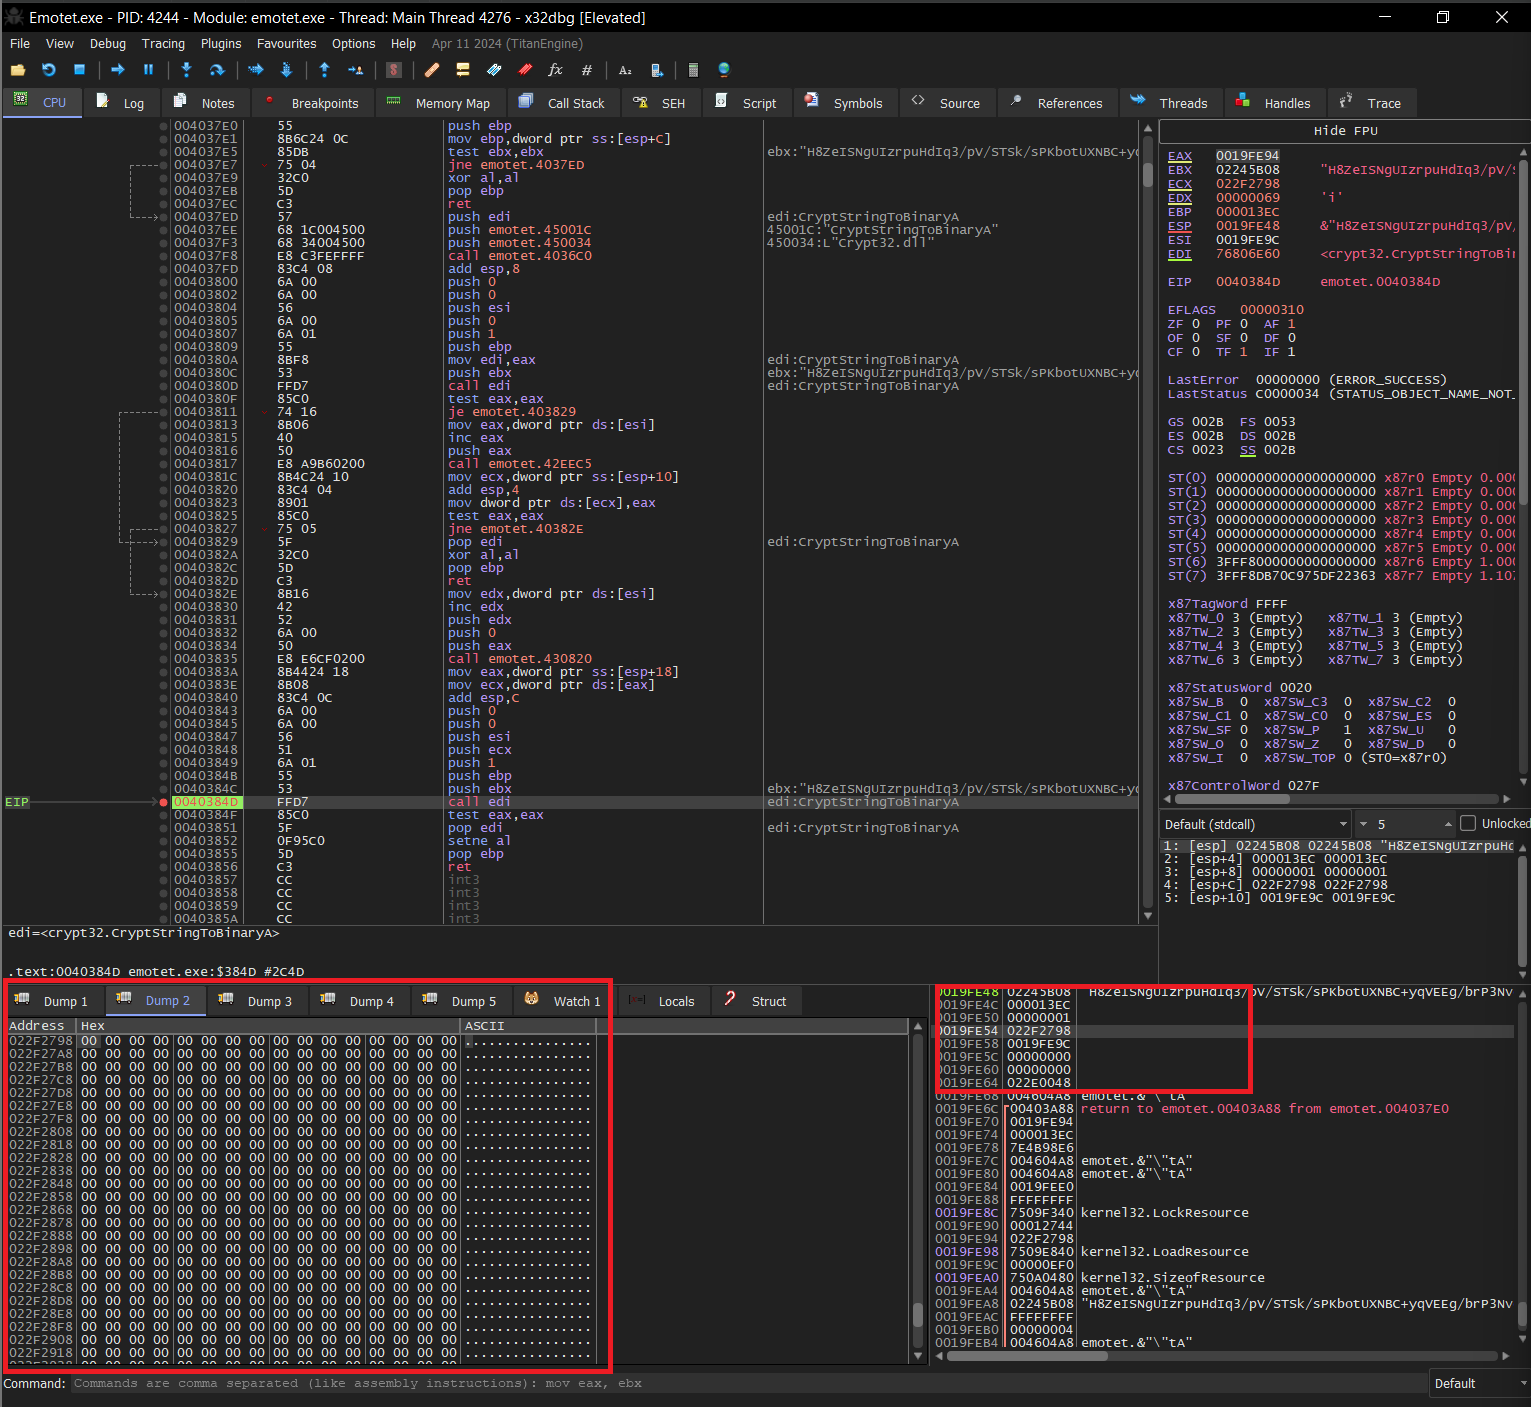 Emotet.exe - PID: 4244 - Module: emotet.exe - Thread: Main Thread 4276 - x32dbg [Elevated]
File View Debug Tracing Plugins Favourites Options Help Apr 11 2024 (TitanEngine)
CPU Log Notes Breakpoints Memory Map Call Stack SEH Script Symbols Source References Threads Handles Trace
004037E0 55 push ebp
004037E1 8B6C24 0C mov ebp,dword ptr ss:[esp+C]
004037E5 85DB test ebx,ebx ebx:"H8ZeISNgUIzrpuHdIq3/pV/STSk/sPKbotUXNBC+yq
004037E7 75 04 jne emotet.4037ED
004037E9 32C0 xor al,al
004037EB 5D pop ebp
004037EC C3 ret
004037ED 57 push edi edi:CryptStringToBinaryA
004037EE 68 1C004500 push emotet.45001C 45001C:"CryptStringToBinaryA"
004037F3 68 34004500 push emotet.450034 450034:L"Crypt32.dll"
004037F8 E8 C3FEFFFF call emotet.4036C0
004037FD 83C4 08 add esp,8
00403800 6A 00 push 0
00403802 6A 00 push 0
00403804 56 push esi
00403805 6A 00 push 0
00403807 6A 01 push 1
00403809 55 push ebp
0040380A 8BF8 mov edi,eax edi:CryptStringToBinaryA
0040380C 53 push ebx ebx:"H8ZeISNgUIzrpuHdIq3/pV/STSk/sPKbotUXNBC+yq
0040380D FFD7 call edi edi:CryptStringToBinaryA
0040380F 85C0 test eax,eax
00403811 74 16 je emotet.403829
00403813 8B06 mov eax,dword ptr ds:[esi]
00403815 40 inc eax
00403816 50 push eax
00403817 E8 A9B60200 call emotet.42EEC5
0040381C 8B4C24 10 mov ecx,dword ptr ss:[esp+10]
00403820 83C4 04 add esp,4
00403823 8901 mov dword ptr ds:[ecx],eax
00403825 85C0 test eax,eax
00403827 75 05 jne emotet.40382E
00403829 5F pop edi edi:CryptStringToBinaryA
0040382A 32C0 xor al,al
0040382C 5D pop ebp
0040382D C3 ret
0040382E 8B16 mov edx,dword ptr ds:[esi]
00403830 42 inc edx
00403831 52 push edx
00403832 6A 00 push 0
00403834 50 push eax
00403835 E8 E6CF0200 call emotet.430820
0040383A 8B4424 18 mov eax,dword ptr ss:[esp+18]
0040383E 8B08 mov ecx,dword ptr ds:[eax]
00403840 83C4 0C add esp,C
00403843 6A 00 push 0
00403845 6A 00 push 0
00403847 56 push esi
00403848 51 push ecx
00403849 6A 01 push 1
0040384B 55 push ebp
0040384C 53 push ebx ebx:"H8ZeISNgUIzrpuHdIq3/pV/STSk/sPKbotUXNBC+yq
EIP 0040384D FFD7 call edi edi:CryptStringToBinaryA
0040384F 85C0 test eax,eax
00403851 5F pop edi edi:CryptStringToBinaryA
00403852 0F95C0 setne al
00403855 5D pop ebp
00403856 C3 ret
00403857 CC int3
00403858 CC int3
00403859 CC int3
0040385A CC int3
edi=<crypt32.CryptStringToBinaryA>
.text:0040384D emotet.exe:$384D #2C4D
Hide FPU
EAX 0019FE94
EBX 02245B08 "H8ZeISNgUIzrpuHdIq3/pV/S
ECX 022F2798
EDX 00000069 'i'
EBP 000013EC
ESP 0019FE48 &"H8ZeISNgUIzrpuHdIq3/pV/
ESI 0019FE9C
EDI 76806E60 <crypt32.CryptStringToBin
EIP 0040384D emotet.0040384D
EFLAGS 00000310
ZF 0 PF 0 AF 1
OF 0 SF 0 DF 0
CF 0 TF 1 IF 1
LastError 00000000 (ERROR_SUCCESS)
LastStatus C0000034 (STATUS_OBJECT_NAME_NOT_
GS 002B FS 0053
ES 002B DS 002B
CS 0023 SS 002B
ST(0) 00000000000000000000 x87r0 Empty 0.000
ST(1) 00000000000000000000 x87r1 Empty 0.000
ST(2) 00000000000000000000 x87r2 Empty 0.000
ST(3) 00000000000000000000 x87r3 Empty 0.000
ST(4) 00000000000000000000 x87r4 Empty 0.000
ST(5) 00000000000000000000 x87r5 Empty 0.000
ST(6) 3FFF8000000000000000 x87r6 Empty 1.000
ST(7) 3FFF8DB70C975DF22363 x87r7 Empty 1.107
x87TagWord FFFF
x87TW_0 3 (Empty) x87TW_1 3 (Empty)
x87TW_2 3 (Empty) x87TW_3 3 (Empty)
x87TW_4 3 (Empty) x87TW_5 3 (Empty)
x87TW_6 3 (Empty) x87TW_7 3 (Empty)
x87StatusWord 0020
x87SW_B 0 x87SW_C3 0 x87SW_C2 0
x87SW_C1 0 x87SW_C0 0 x87SW_ES 0
x87SW_SF 0 x87SW_P 1 x87SW_U 0
x87SW_O 0 x87SW_Z 0 x87SW_D 0
x87SW_I 0 x87SW_TOP 0 (ST0=x87r0)
x87ControlWord 027F
Default (stdcall) 5 Unlocked
1: [esp] 02245B08 02245B08 "H8ZeISNgUIzrpuHd
2: [esp+4] 000013EC 000013EC
3: [esp+8] 00000001 00000001
4: [esp+C] 022F2798 022F2798
5: [esp+10] 0019FE9C 0019FE9C
Dump 1 Dump 2 Dump 3 Dump 4 Dump 5 Watch 1 Locals Struct
Address Hex ASCII
022F2798 00 00 00 00 00 00 00 00 00 00 00 00 00 00 00 00 ................
022F27A8 00 00 00 00 00 00 00 00 00 00 00 00 00 00 00 00 ................
022F27B8 00 00 00 00 00 00 00 00 00 00 00 00 00 00 00 00 ................
022F27C8 00 00 00 00 00 00 00 00 00 00 00 00 00 00 00 00 ................
022F27D8 00 00 00 00 00 00 00 00 00 00 00 00 00 00 00 00 ................
022F27E8 00 00 00 00 00 00 00 00 00 00 00 00 00 00 00 00 ................
022F27F8 00 00 00 00 00 00 00 00 00 00 00 00 00 00 00 00 ................
022F2808 00 00 00 00 00 00 00 00 00 00 00 00 00 00 00 00 ................
022F2818 00 00 00 00 00 00 00 00 00 00 00 00 00 00 00 00 ................
022F2828 00 00 00 00 00 00 00 00 00 00 00 00 00 00 00 00 ................
022F2838 00 00 00 00 00 00 00 00 00 00 00 00 00 00 00 00 ................
022F2848 00 00 00 00 00 00 00 00 00 00 00 00 00 00 00 00 ................
022F2858 00 00 00 00 00 00 00 00 00 00 00 00 00 00 00 00 ................
022F2868 00 00 00 00 00 00 00 00 00 00 00 00 00 00 00 00 ................
022F2878 00 00 00 00 00 00 00 00 00 00 00 00 00 00 00 00 ................
022F2888 00 00 00 00 00 00 00 00 00 00 00 00 00 00 00 00 ................
022F2898 00 00 00 00 00 00 00 00 00 00 00 00 00 00 00 00 ................
022F28A8 00 00 00 00 00 00 00 00 00 00 00 00 00 00 00 00 ................
022F28B8 00 00 00 00 00 00 00 00 00 00 00 00 00 00 00 00 ................
022F28C8 00 00 00 00 00 00 00 00 00 00 00 00 00 00 00 00 ................
022F28D8 00 00 00 00 00 00 00 00 00 00 00 00 00 00 00 00 ................
022F28E8 00 00 00 00 00 00 00 00 00 00 00 00 00 00 00 00 ................
022F28F8 00 00 00 00 00 00 00 00 00 00 00 00 00 00 00 00 ................
022F2908 00 00 00 00 00 00 00 00 00 00 00 00 00 00 00 00 ................
022F2918 00 00 00 00 00 00 00 00 00 00 00 00 00 00 00 00 ................
0019FE48 02245B08 "H8ZeISNgUIzrpuHdIq3/pV/STSk/sPKbotUXNBC+yqVEEg/brP3Nv
0019FE4C 000013EC
0019FE50 00000001
0019FE54 022F2798
0019FE58 0019FE9C
0019FE5C 00000000
0019FE60 00000000
0019FE64 022E0048
0019FE68 004604A8 emotet.&"\"tA"
0019FE6C 00403A88 return to emotet.00403A88 from emotet.004037E0
0019FE70 0019FE94
0019FE74 000013EC
0019FE78 7E4B98E6
0019FE7C 004604A8 emotet.&"\"tA"
0019FE80 004604A8 emotet.&"\"tA"
0019FE84 0019FEE0
0019FE88 FFFFFFFF
0019FE8C 7509F340 kernel32.LockResource
0019FE90 00012744
0019FE94 022F2798
0019FE98 7509E840 kernel32.LoadResource
0019FE9C 00000EF0
0019FEA0 750A0480 kernel32.SizeofResource
0019FEA4 004604A8 emotet.&"\"tA"
0019FEA8 02245B08 "H8ZeISNgUIzrpuHdIq3/pV/STSk/sPKbotUXNBC+yqVEEg/brP3Nv
0019FEAC FFFFFFFF
0019FEB0 00000004
0019FEB4 004604A8 emotet.&"\"tA"
Command: Commands are comma separated (like assembly instructions): mov eax, ebx Default